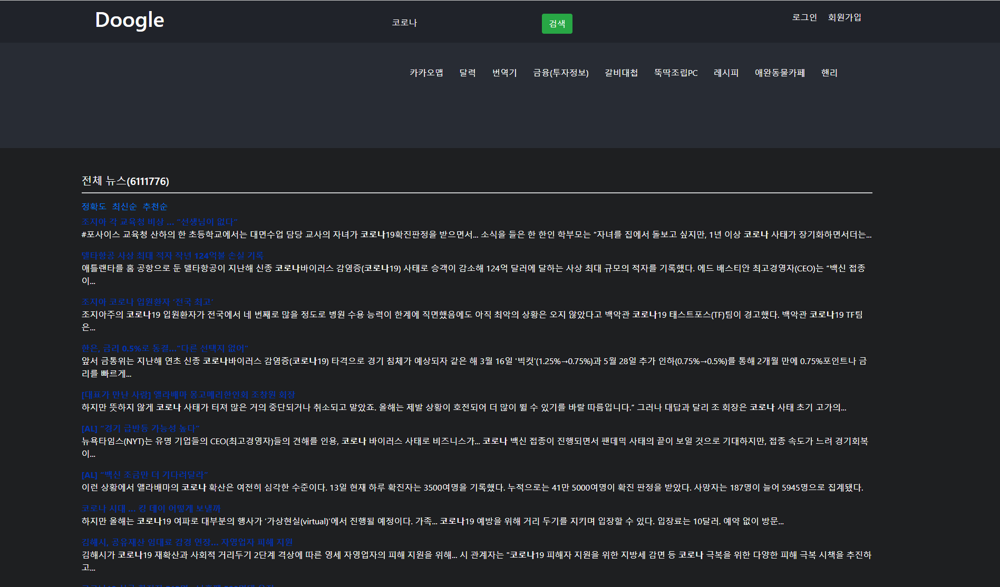 Doogle
코로나
검색
로그인 회원가입
카카오맵 달력 번역기 금융(투자정보) 갈비대첩 뚝딱조립PC 레시피 애완동물카페 핸리
전체 뉴스(6111776)
정확도 최신순 추천순
조지아 각 교육청 비상 ... “선생님이 없다”
#포사이스 교육청 산하의 한 초등학교에서는 대면수업 담당 교사의 자녀가 코로나19확진판정을 받으면서... 소식을 들은 한 한인 학부모는 “자녀를 집에서 돌보고 싶지만, 1년 이상 코로나 사태가 장기화하면서더는...
델타항공 사상 최대 적자 작년 124억불 손실 기록
애틀랜타를 홈 공항으로 둔 델타항공이 지난해 신종 코로나바이러스 감염증(코로나19) 사태로 승객이 감소해 124억 달러에 달하는 사상 최대 규모의 적자를 기록했다. 에드 배스티안 최고경영자(CEO)는 “백신 접종
이...
조지아 코로나 입원환자 ‘전국 최고’
조지아주의 코로나19 입원환자가 전국에서 네 번째로 많을 정도로 병원 수용 능력이 한계에 직면했음에도 아직 최악의 상황은 오지 않았다고 백악관 코로나19 태스트포스(TF)팀이 경고했다. 백악관 코로나19 TF팀
은...
한은, 금리 0.5%로 동결…"다른 선택지 없어"
앞서 금통위는 지난해 연초 신종 코로나바이러스 감염증(코로나19) 타격으로 경기 침체가 예상되자 같은 해 3월 16일 '빅컷'(1.25%→0.75%)과 5월 28일 추가 인하(0.75%→0.5%)를 통해 2개월 만에 0.75%포인트나 금
리를 빠르게...
[대표가 만난 사람] 앨라배마 몽고메리한인회 조창원 회장
하지만 뜻하지 않게 코로나 사태가 터져 많은 거의 중단되거나 취소되고 말았죠. 올해는 제발 상황이 호전되어 더 많이 뛸 수 있기를 바랄 따름입니다.” 그러나 대답과 달리 조 회장은 코로나 사태 초기 고가의...
[AL] “경기 급반등 가능성 높다”
뉴욕타임스(NYT)는 유명 기업들의 CEO(최고경영자)들의 견해를 인용, 코로나 바이러스 사태로 비즈니스가... 코로나 백신 접종이 진행되면서 팬데믹 사태의 끝이 보일 것으로 기대하지만, 접종 속도가 느려 경기회복
이...
[AL] “백신 조금만 더 기다려달라”
이런 상황에서 앨라배마의 코로나 확산은 여전히 심각한 수준이다. 13일 현재 하루 확진자는 3500여명을 기록했다. 누적으로는 41만 5000여명이 확진 판정을 받았다. 사망자는 187명이 늘어 5945명으로 집계됐다.
코로나 시대 ... 킹 데이 어떻게 보낼까
하지만 올해는 코로나19 여파로 대부분의 행사가 ‘가상현실(virtual)’에서 진행될 예정이다. 가족... 코로나19 예방을 위해 거리 두기를 지키며 입장할 수 있다. 입장료는 10달러. 예약 없이 방문...
김해시, 공유재산 임대료 감경 연장... 자영업자 피해 지원
김해시가 코로나19 재확산과 사회적 거리두기 2단계 격상에 따른 영세 자영업자의 피해 지원을 위해... 시 관계자는 "코로나19 피해자 지원을 위한 지방세 감면 등 코로나 극복을 위한 다양한 피해 극복 시책을 추진하
고...